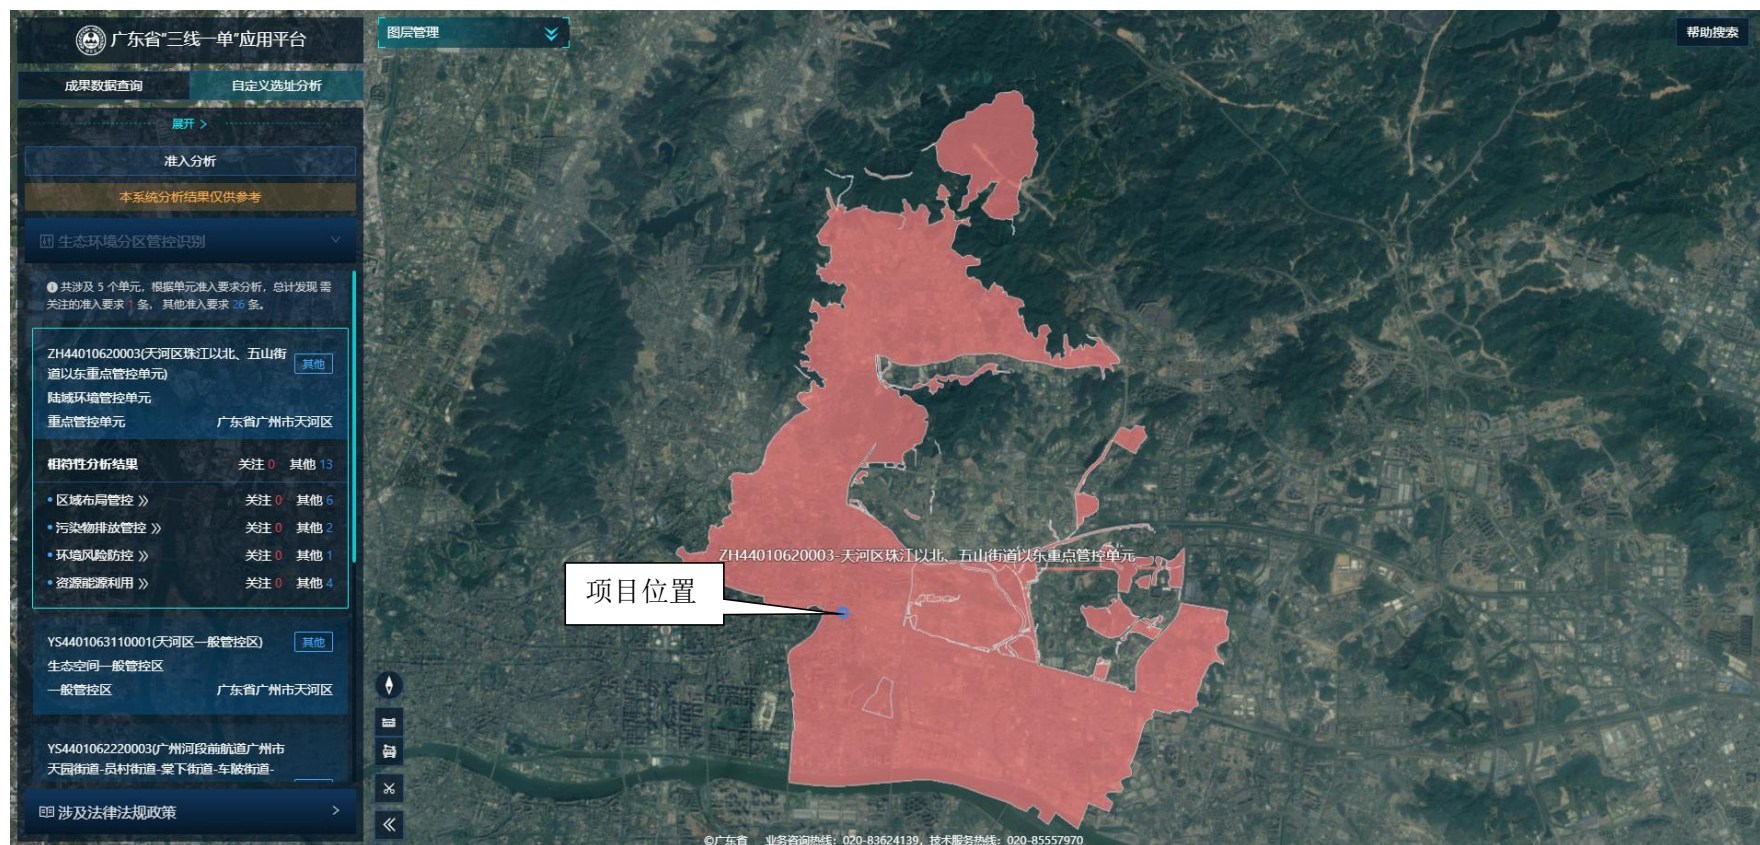 广东省"三线一单"应用平台
成果数据查询
自定义选址分析
展开 >
准入分析
本系统分析结果仅供参考
生态环境分区管控识别
共涉及 5 个单元，根据单元准入要求分析，总计发现 需
关注的准入要求 1 条， 其他准入要求 26 条。
ZH44010620003(天河区珠江以北、五山街
道以东重点管控单元)
其他
陆域环境管控单元
重点管控单元 广东省广州市天河区
相符性分析结果 关注 0 其他 13
区域布局管控 关注 0 其他 6
污染物排放管控 关注 0 其他 2
环境风险防控 关注 0 其他 1
资源能源利用 关注 0 其他 4
YS4401063110001(天河区一般管控区)
其他
生态空间一般管控区
一般管控区 广东省广州市天河区
YS4401062220003(广州河段前航道广州市
天园街道-员村街道-棠下街道-车陂街道-
涉及法律法规政策
图层管理
帮助搜索
ZH44010620003-天河区珠江以北、五山街道以东重点管控单元
项目位置
©广东省 业务咨询热线：020-83624139，技术服务热线：020-85557970